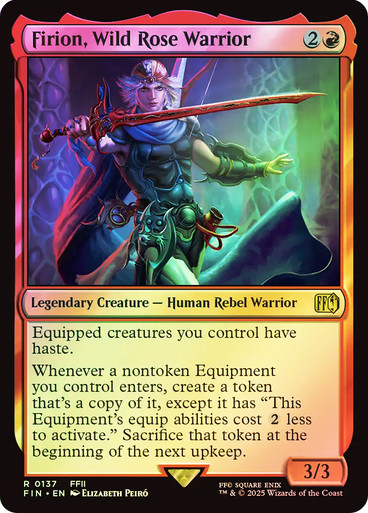 Firion, Wild Rose Warrior 2
Legendary Creature — Human Rebel Warrior
Equipped creatures you control have
haste.
Whenever a nontoken Equipment
you control enters, create a token
that's a copy of it, except it has “This
Equipment's equip abilities cost 2 less
to activate.” Sacrifice that token at the
beginning of the next upkeep.
3/3
R 0137 FFII
FIN • EN Elizabeth Peiró
FFC SQUARE ENIX
™ & © 2025 Wizards of the Coast